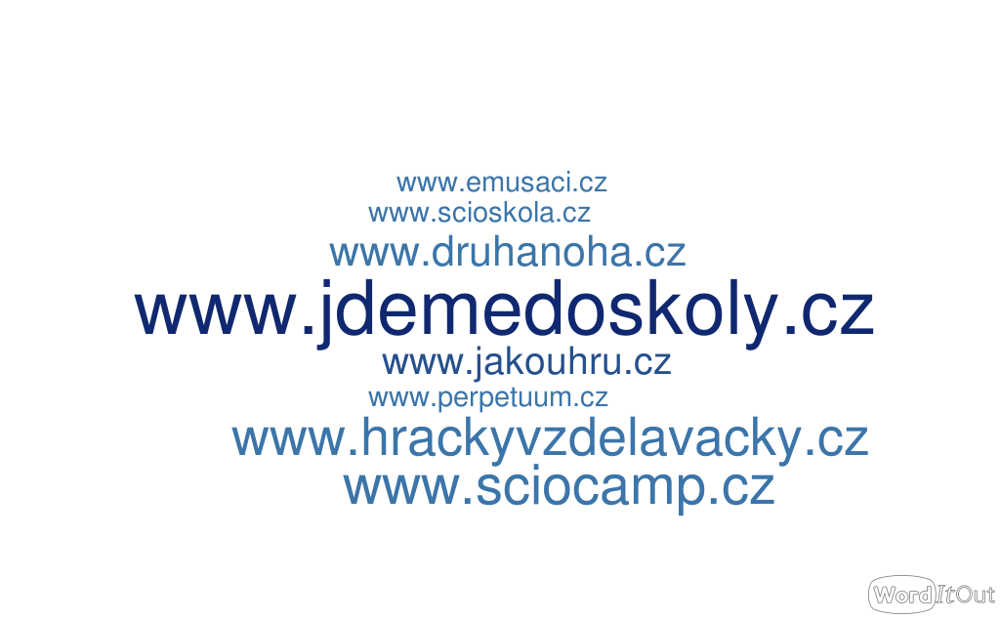 www.emusaci.cz
www.scioskola.cz
www.druhanoha.cz
www.jdemedoskoly.cz
www.jakouhru.cz
www.perpetuum.cz
www.hrackyvzdelavacky.cz
www.sciocamp.cz
WordItOut